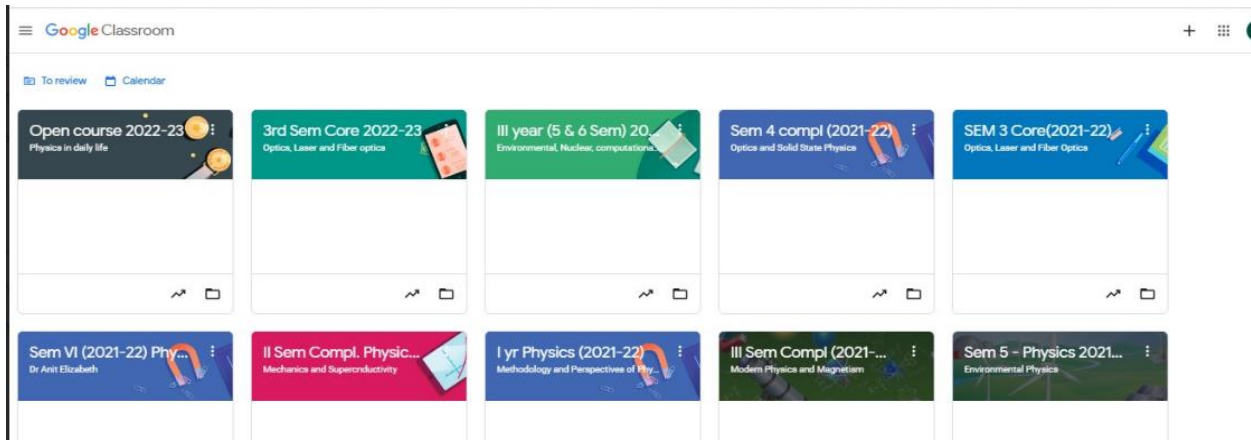 Google Classroom
To review Calendar
Open course 2022-23
Physics in daily life
3rd Sem Core 2022-23
Optics, Laser and Fiber optics
III year (5 & 6 Sem) 20...
Environmental, Nuclear, computationa...
Sem 4 compl (2021-22)
Optics and Solid State Physics
SEM 3 Core(2021-22)
Optics, Laser and Fiber Optics
Sem VI (2021-22) Phy...
Dr Anit Elizabeth
II Sem Compl. Physic...
Mechanics and Superconductivity
I yr Physics (2021-22)
Methodology and Perspectives of Phy...
III Sem Compl (2021-...
Modern Physics and Magnetism
Sem 5 - Physics 2021...
Environmental Physics